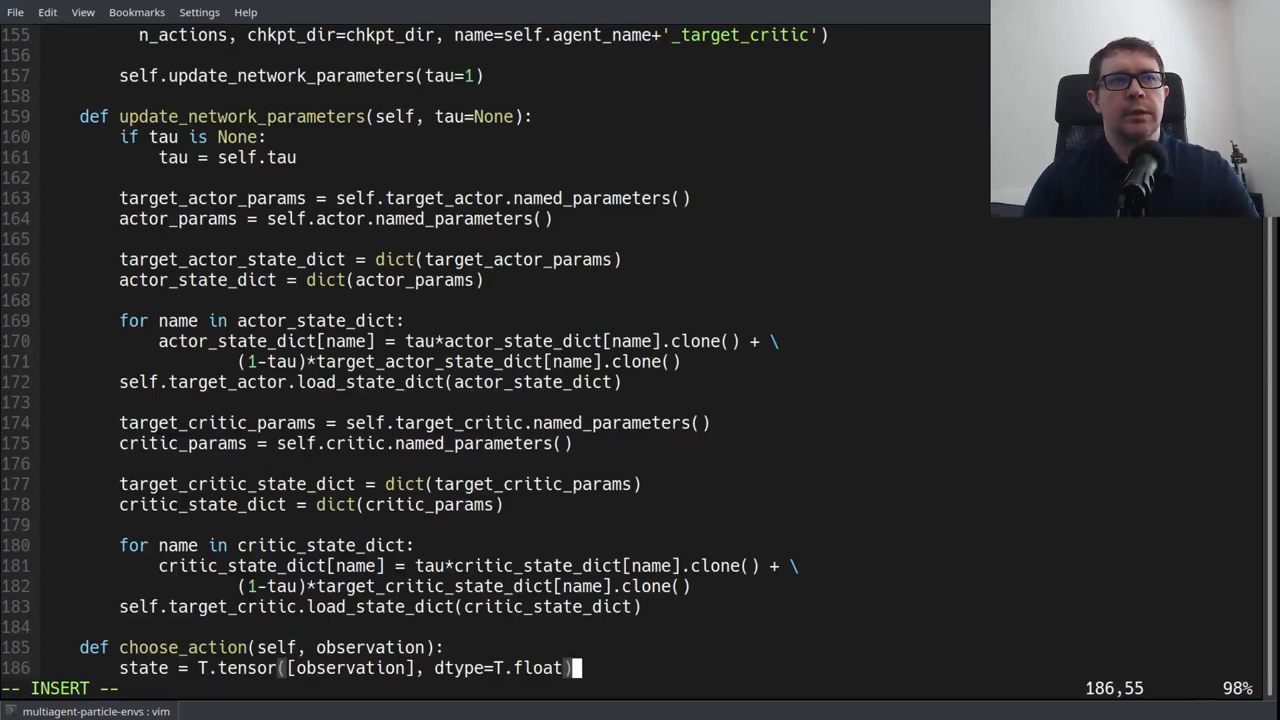 File Edit View Bookmarks Settings Help
155 n_actions, chkpt_dir=chkpt_dir, name=self.agent_name+'_target_critic')
156
157 self.update_network_parameters(tau=1)
158
159 def update_network_parameters(self, tau=None):
160 if tau is None:
161 tau = self.tau
162
163 target_actor_params = self.target_actor.named_parameters()
164 actor_params = self.actor.named_parameters()
165
166 target_actor_state_dict = dict(target_actor_params)
167 actor_state_dict = dict(actor_params)
168
169 for name in actor_state_dict:
170 actor_state_dict[name] = tau*actor_state_dict[name].clone() + \
171 (1-tau)*target_actor_state_dict[name].clone()
172 self.target_actor.load_state_dict(actor_state_dict)
173
174 target_critic_params = self.target_critic.named_parameters()
175 critic_params = self.critic.named_parameters()
176
177 target_critic_state_dict = dict(target_critic_params)
178 critic_state_dict = dict(critic_params)
179
180 for name in critic_state_dict:
181 critic_state_dict[name] = tau*critic_state_dict[name].clone() + \
182 (1-tau)*target_critic_state_dict[name].clone()
183 self.target_critic.load_state_dict(critic_state_dict)
184
185 def choose_action(self, observation):
186 state = T.tensor([observation], dtype=T.float)
-- INSERT -- 186,55 98%
multiagent-particle-envs : vim